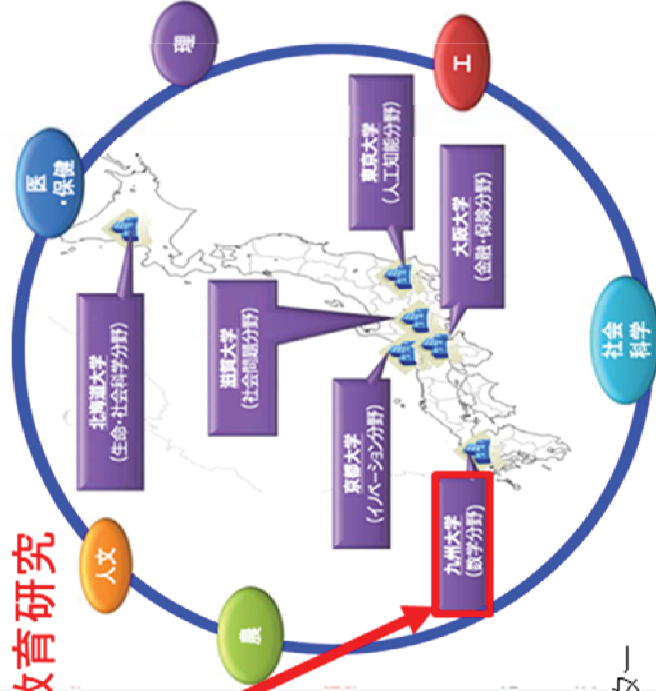 教育研究
人文
医
・保健
理
農
工
社会
科学
北海道大学
(生命・社会科学分野)
滋賀大学
(社会問題分野)
東京大学
(人工知能分野)
京都大学
(イノベーション分野)
大阪大学
(金融・保険分野)
九州大学
(数学分野)
ター